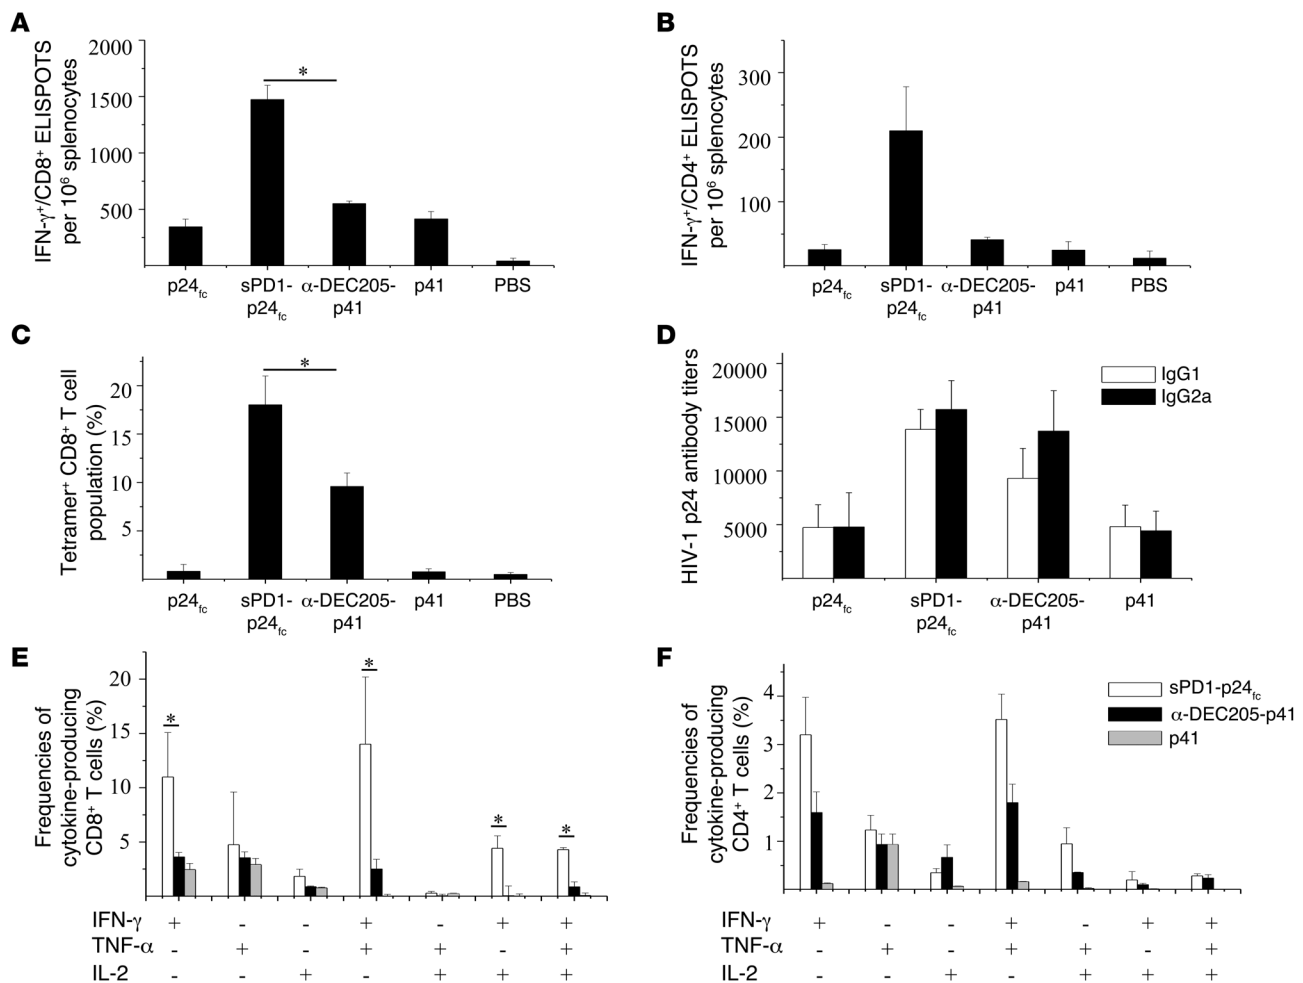 A
IFN-γ⁺/CD8⁺ ELISPOTS
per 10⁶ splenocytes
2000
1500
1000
500
*
p24fc
sPD1-
p24fc
α-DEC205-
p41
p41
PBS
B
IFN-γ⁺/CD4⁺ ELISPOTS
per 10⁶ splenocytes
300
200
100
p24fc
sPD1-
p24fc
α-DEC205-
p41
p41
PBS
C
Tetramer⁺ CD8⁺ T cell
population (%)
20
15
10
5
*
p24fc
sPD1-
p24fc
α-DEC205-
p41
p41
PBS
D
HIV-1 p24 antibody titers
20000
15000
10000
5000
IgG1
IgG2a
p24fc
sPD1-
p24fc
α-DEC205-
p41
p41
E
Frequencies of
cytokine-producing
CD8⁺ T cells (%)
20
15
10
5
* * * *
IFN-γ + - - + - + +
TNF-α - + - + + - +
IL-2 - - + - + + +
F
Frequencies of
cytokine-producing
CD4⁺ T cells (%)
4
3
2
1
sPD1-p24fc
α-DEC205-p41
p41
IFN-γ + - - + - + +
TNF-α - + - + + - +
IL-2 - - + - + + +